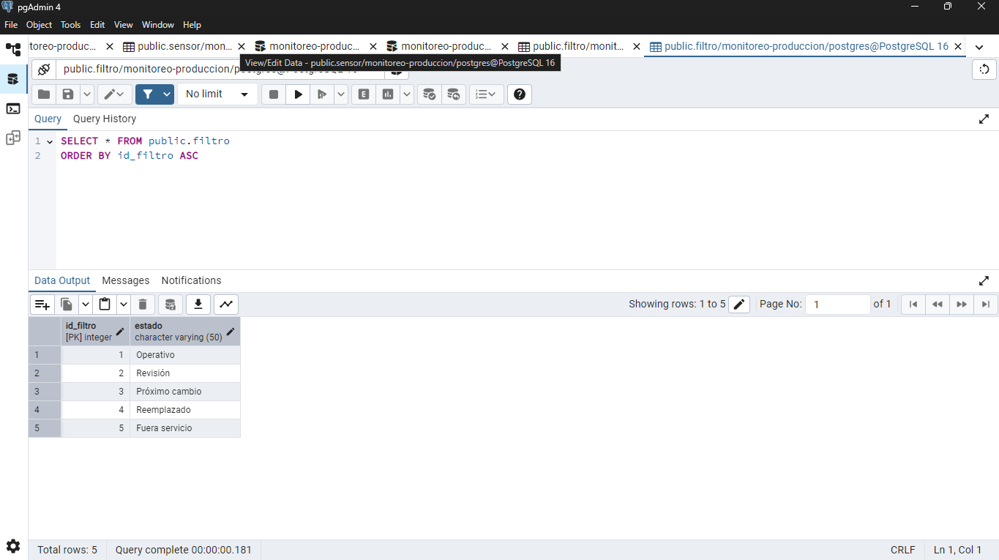 pgAdmin 4
File Object Tools Edit View Window Help
toreo-produc... public.sensor/mon... monitoreo-produc... monitoreo-produc... public.filtro/monit... public.filtro/monitoreo-produccion/postgres@PostgreSQL 16
View/Edit Data - public.sensor/monitoreo-produccion/postgres@PostgreSQL 16
public.filtro/monitoreo-produccion/
No limit
Query Query History
1 SELECT * FROM public.filtro
2 ORDER BY id_filtro ASC
Data Output Messages Notifications
Showing rows: 1 to 5 Page No: 1 of 1
id_filtro estado
[PK] integer character varying (50)
1 1 Operativo
2 2 Revisión
3 3 Próximo cambio
4 4 Reemplazado
5 5 Fuera servicio
Total rows: 5 Query complete 00:00:00.181 CRLF Ln 1, Col 1